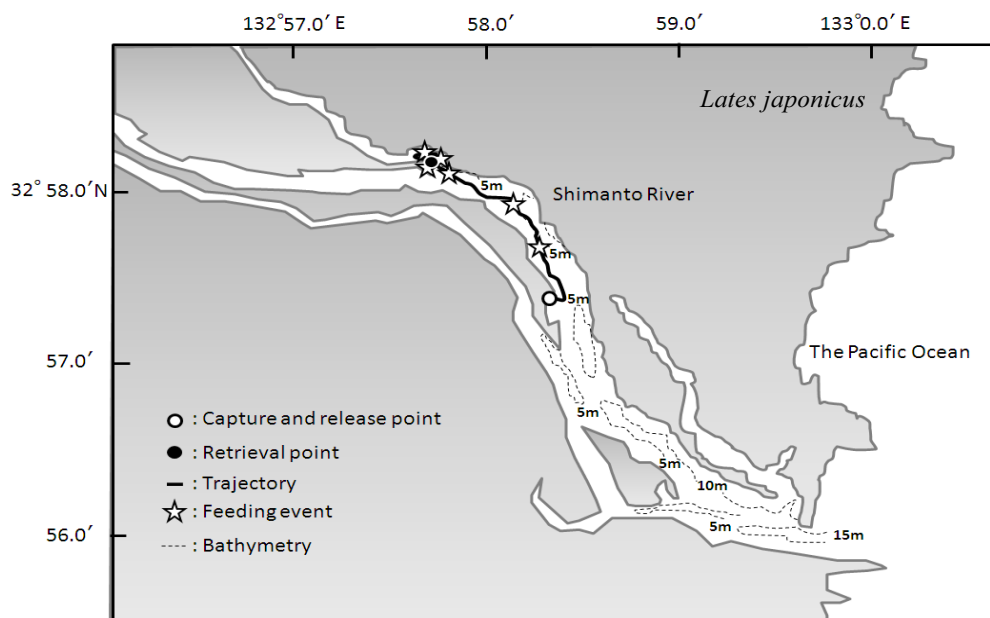 132°57.0′ E
58.0′
59.0′
133°0.0′
Lates japonicus
32° 58.0′N
5m
Shimanto River
5m
5m
57.0′
The Pacific Ocean
5m
○ : Capture and release point
● : Retrieval point
5m
: Trajectory
10m
☆ : Feeding event
5m
56.0′
15m
: Bathymetry